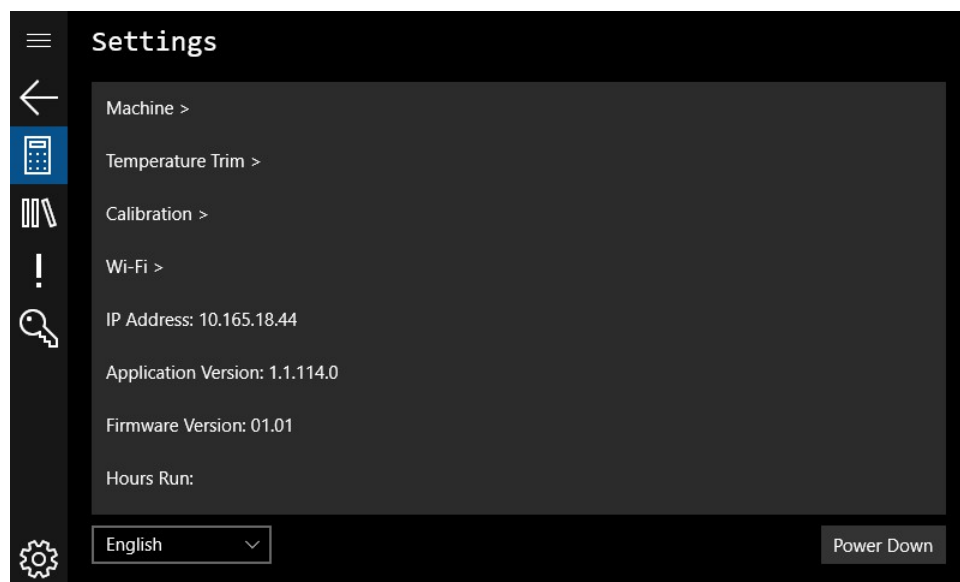 Settings
Machine >
Temperature Trim >
Calibration >
Wi-Fi >
IP Address: 10.165.18.44
Application Version: 1.1.114.0
Firmware Version: 01.01
Hours Run:
English
Power Down